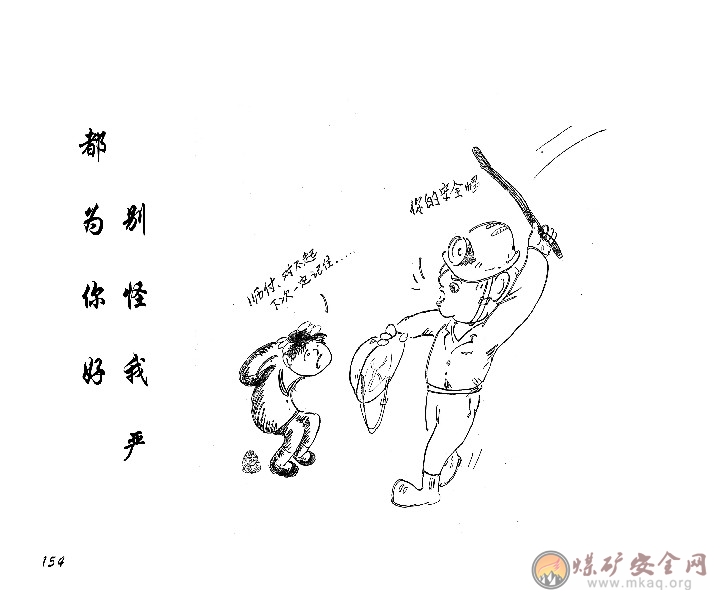 别怪我严
都为你好
师付、对不起
下次一定记住……
你的安全帽
154
煤矿安全网
www.mkaq.org